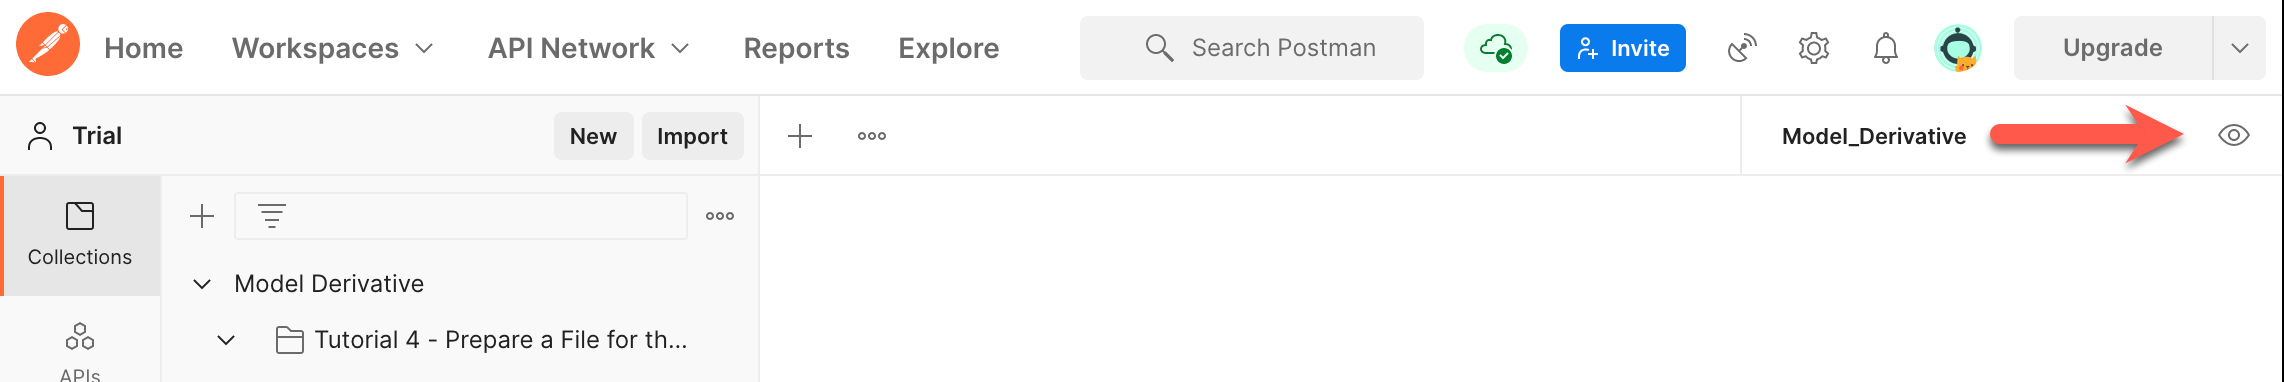 Home Workspaces API Network Reports Explore Search Postman Invite Upgrade
Trial New Import Model_Derivative
Collections
Model Derivative
Tutorial 4 - Prepare a File for th...
APIs